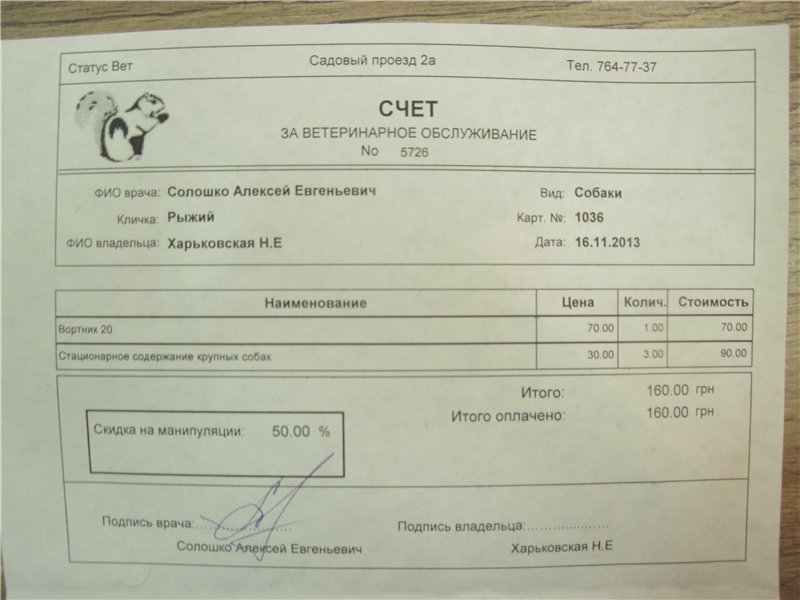 Статус Вет Садовый проезд 2а Тел. 764-77-37
СЧЕТ
ЗА ВЕТЕРИНАРНОЕ ОБСЛУЖИВАНИЕ
No 5726
ФИО врача: Солошко Алексей Евгеньевич Вид: Собаки
Кличка: Рыжий Карт. №: 1036
ФИО владельца: Харьковская Н.Е Дата: 16.11.2013
Наименование Цена Колич. Стоимость
Вортник 20 70.00 1.00 70.00
Стационарное содержание крупных собак 30.00 3.00 90.00
Итого: 160.00 грн
Итого оплачено: 160.00 грн
Скидка на манипуляции: 50.00 %
Подпись врача:.................... Подпись владельца:....................
Солошко Алексей Евгеньевич Харьковская Н.Е